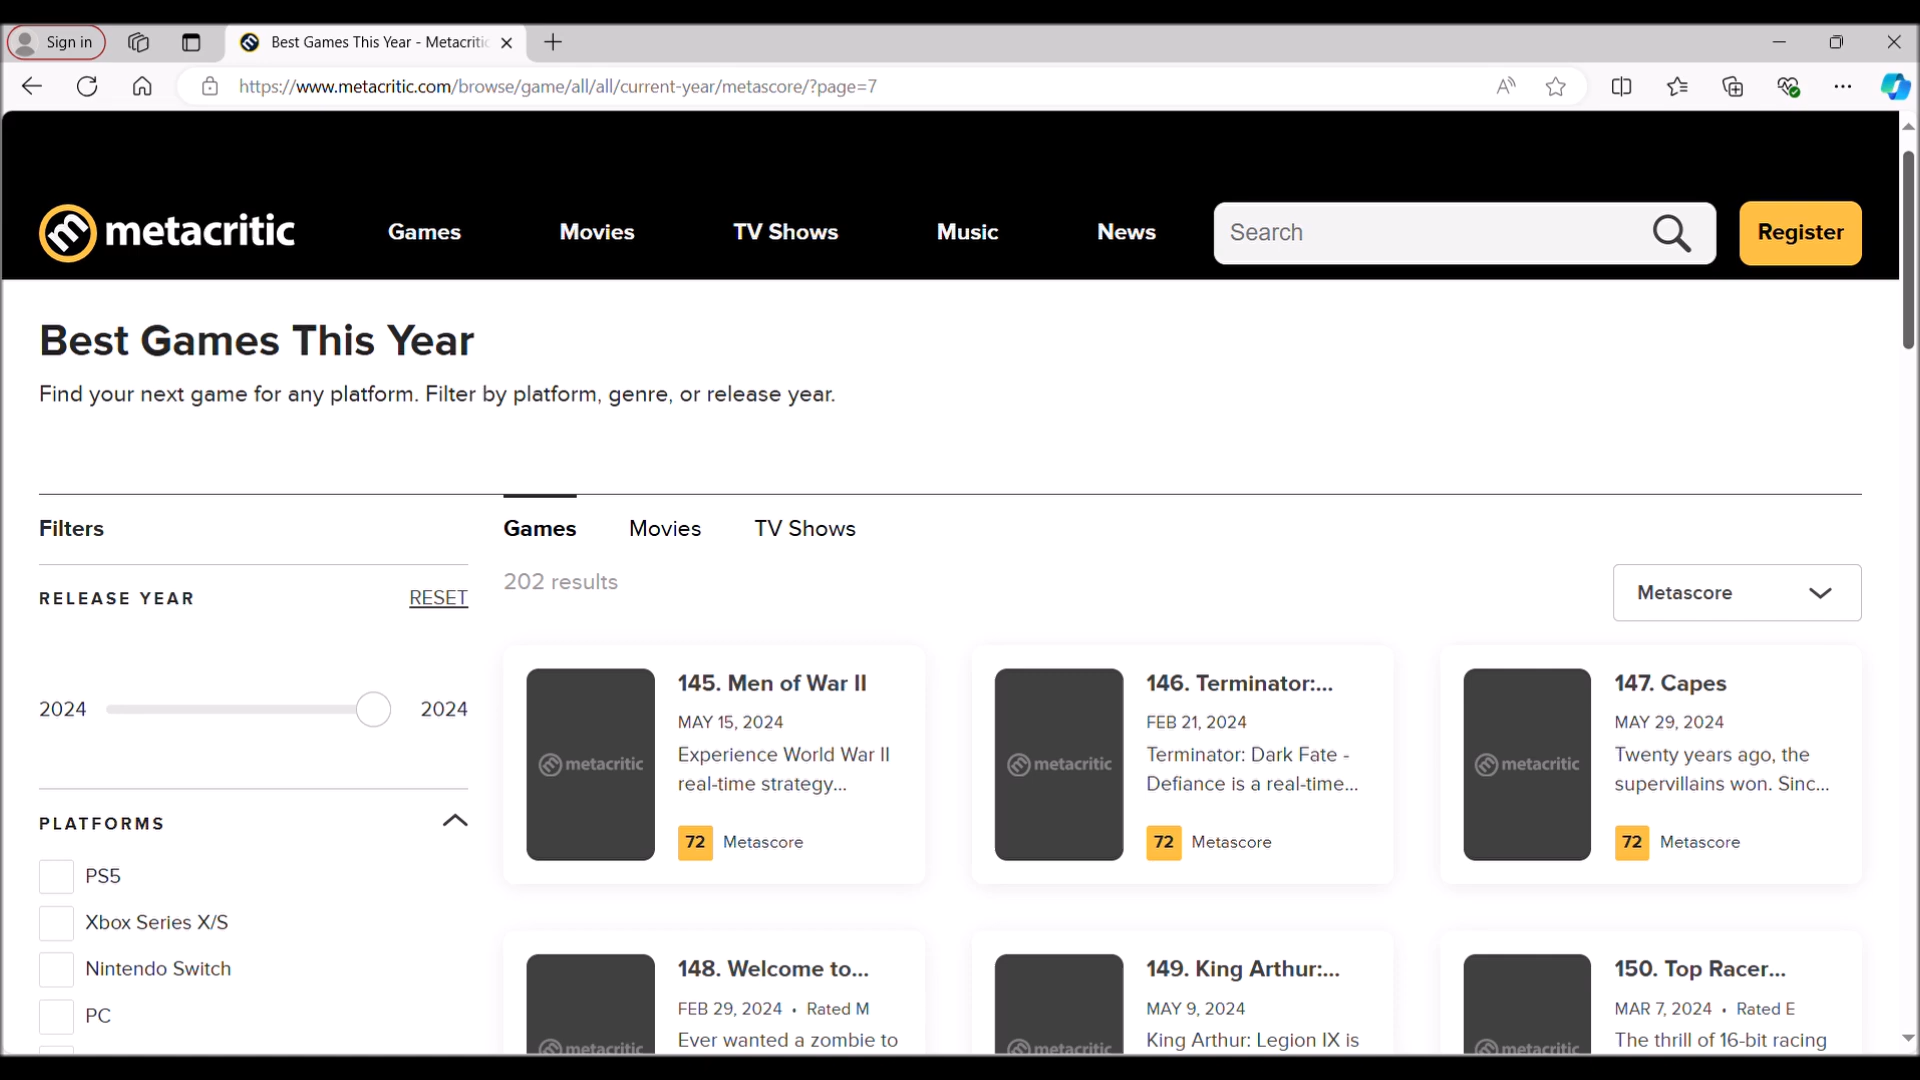 Sign in
Best Games This Year - Metacritic
https://www.metacritic.com/browse/game/all/all/current-year/metascore/?page=7
metacritic
Games
Movies
TV Shows
Music
News
Search
Register
Best Games This Year
Find your next game for any platform. Filter by platform, genre, or release year.
Filters
Games
Movies
TV Shows
RELEASE YEAR
RESET
202 results
Metascore
2024
2024
PLATFORMS
PS5
Xbox Series X/S
Nintendo Switch
PC
metacritic
145. Men of War II
MAY 15, 2024
Experience World War II
real-time strategy...
72 Metascore
metacritic
146. Terminator:...
FEB 21, 2024
Terminator: Dark Fate -
Defiance is a real-time...
72 Metascore
metacritic
147. Capes
MAY 29, 2024
Twenty years ago, the
supervillains won. Sinc...
72 Metascore
metacritic
148. Welcome to...
FEB 29, 2024 • Rated M
Ever wanted a zombie to
metacritic
149. King Arthur:...
MAY 9, 2024
King Arthur: Legion IX is
metacritic
150. Top Racer...
MAR 7, 2024 • Rated E
The thrill of 16-bit racing